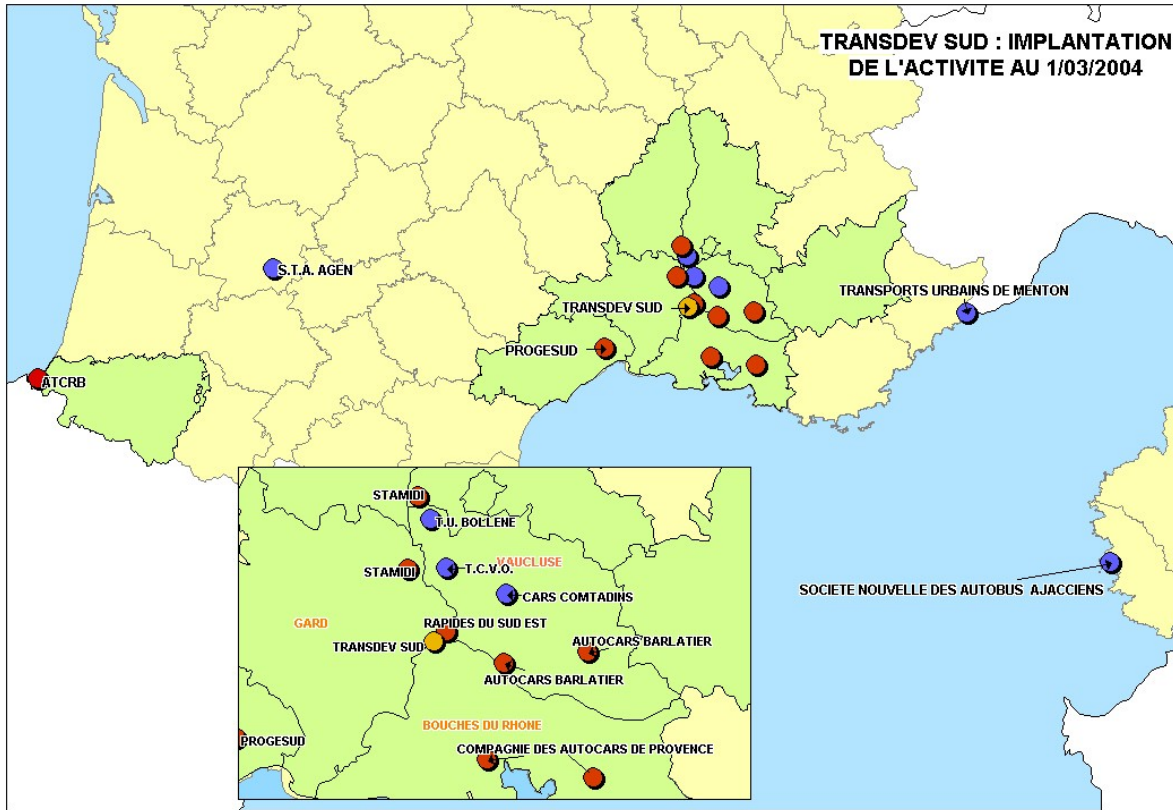 TRANSDEV SUD : IMPLANTATION
DE L'ACTIVITE AU 1/03/2004
S.T.A. AGEN
TRANSPORTS URBAINS DE MENTON
TRANSDEV SUD
PROGESUD
ATCRB
STAMIDI
T.U. BOLLENE
VAUCLUSE
T.C.V.O.
STAMIDI
SOCIETE NOUVELLE DES AUTOBUS AJACCIENS
CARS COMTADINS
GARD
RAPIDES DU SUD EST
AUTOCARS BARLATIER
TRANSDEV SUD
AUTOCARS BARLATIER
BOUCHES DU RHONE
PROGESUD
COMPAGNIE DES AUTOCARS DE PROVENCE